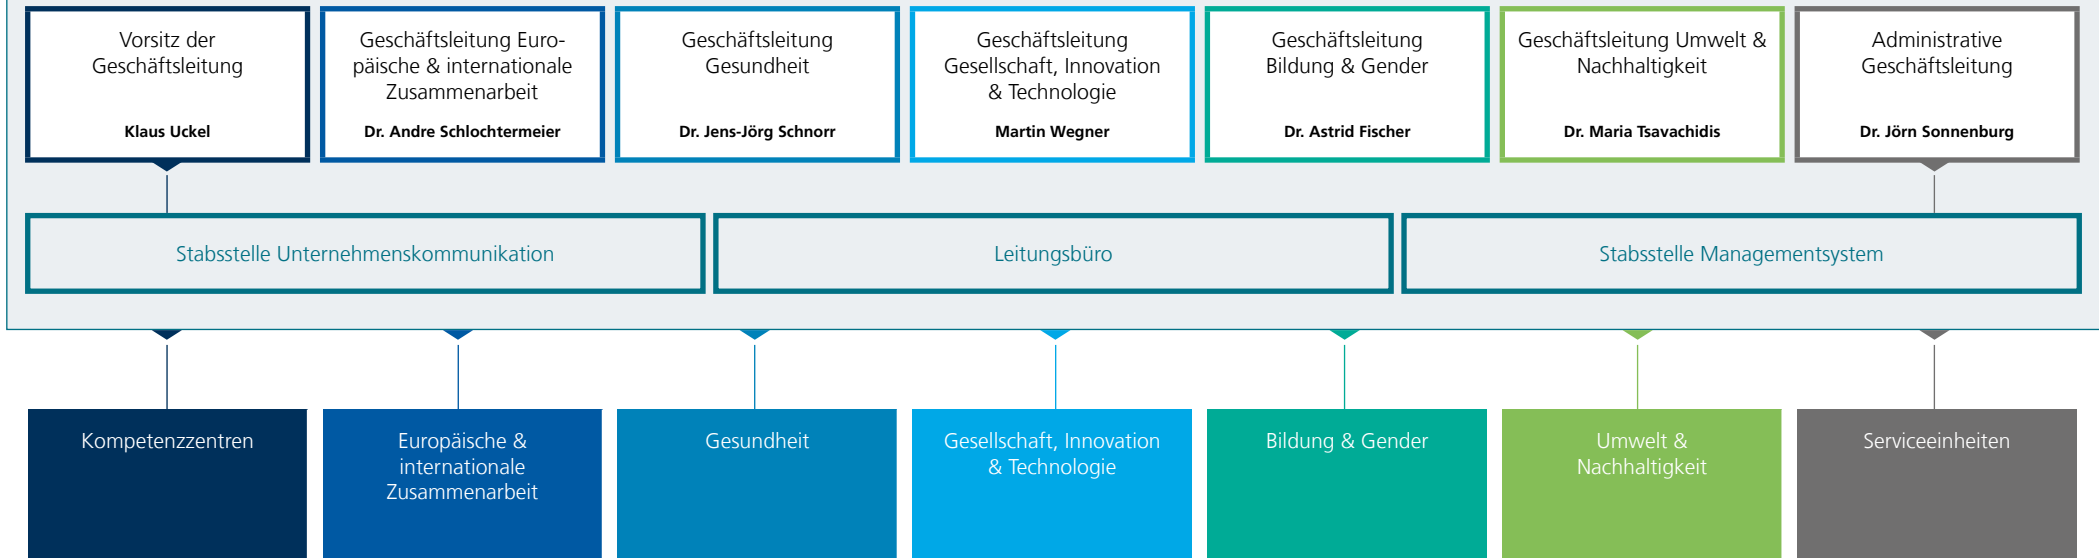 Vorsitz der
Geschäftsleitung
Klaus Uckel
Geschäftsleitung Euro-
päische & internationale
Zusammenarbeit
Dr. Andre Schlochtermeier
Geschäftsleitung
Gesundheit
Dr. Jens-Jörg Schnorr
Geschäftsleitung
Gesellschaft, Innovation
& Technologie
Martin Wegner
Geschäftsleitung
Bildung & Gender
Dr. Astrid Fischer
Geschäftsleitung Umwelt &
Nachhaltigkeit
Dr. Maria Tsavachidis
Administrative
Geschäftsleitung
Dr. Jörn Sonnenburg
Stabsstelle Unternehmenskommunikation
Leitungsbüro
Stabsstelle Managementsystem
Kompetenzzentren
Europäische &
internationale
Zusammenarbeit
Gesundheit
Gesellschaft, Innovation
& Technologie
Bildung & Gender
Umwelt &
Nachhaltigkeit
Serviceeinheiten